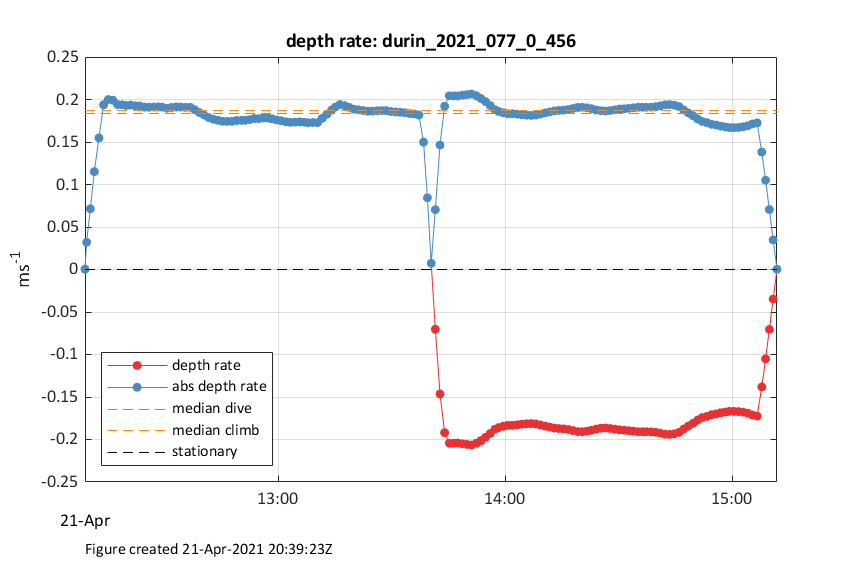 depth rate: durin_2021_077_0_456
0.25
0.2
0.15
0.1
0.05
0
-0.05
-0.1
-0.15
-0.2
-0.25
ms-1
depth rate
abs depth rate
median dive
median climb
stationary
13:00 14:00 15:00
21-Apr
Figure created 21-Apr-2021 20:39:23Z